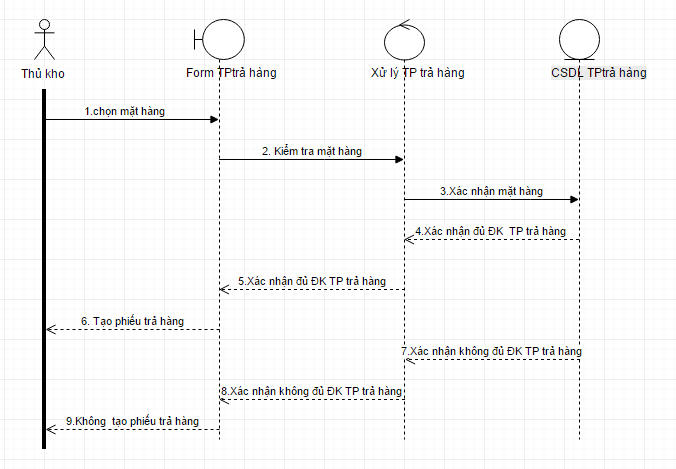 Thủ kho
Form TPtrả hàng
Xử lý TP trả hàng
CSDL TPtrả hàng
1.chọn mặt hàng
2. Kiểm tra mặt hàng
3.Xác nhận mặt hàng
4.Xác nhận đủ ĐK TP trả hàng
5.Xác nhận đủ ĐK TP trả hàng
6. Tạo phiếu trả hàng
7.Xác nhận không đủ ĐK TP trả hàng
8.Xác nhận không đủ ĐK TP trả hàng
9.Không tạo phiếu trả hàng